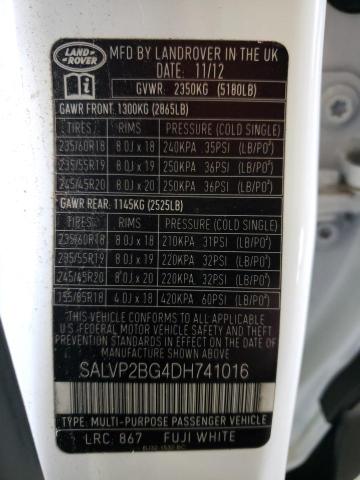 LAND-
ROVER
MFD. BY LANDROVER IN THE UK
DATE: 11/12
GVWR: 2350KG (5180LB)
GAWR FRONT: 1300KG (2865LB)
TIRES RIMS PRESSURE (COLD SINGLE)
235/60R18 8.0J x 18 240KPA 35PSI (LB/PO²)
235/55R19 8.0J x 19 250KPA 36PSI (LB/PO²)
245/45R20 8.0J x 20 250KPA 36PSI (LB/PO²)
GAWR REAR: 1145KG (2525LB)
TIRES RIMS PRESSURE (COLD SINGLE)
235/60R18 8.0J x 18 210KPA 31PSI (LB/PO²)
235/55R19 8.0J x 19 220KPA 32PSI (LB/PO²)
245/45R20 8.0J x 20 220KPA 32PSI (LB/PO²)
155/85R18 4.0J x 18 420KPA 60PSI (LB/PO²)
THIS VEHICLE CONFORMS TO ALL APPLICABLE
FEDERAL MOTOR VEHICLE SAFETY AND THEFT
PREVENTION STANDARDS IN EFFECT ON THE DATE OF
MANUFACTURE SHOWN ABOVE.
SALVP2BG4DH741016
TYPE: MULTI-PURPOSE PASSENGER VEHICLE
LRC: 867 FUJI WHITE